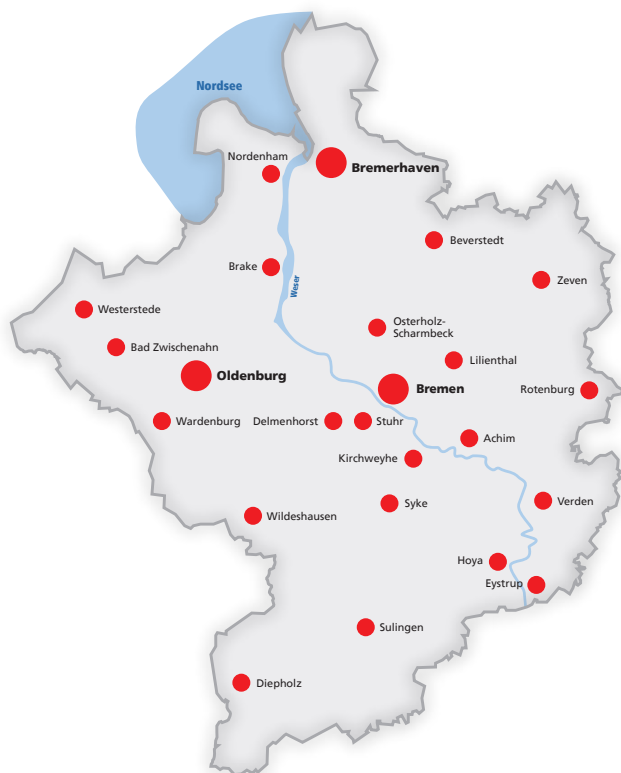 Nordsee
Nordenham
Bremerhaven
Beverstedt
Brake
Zeven
Weser
Westerstede
Osterholz-
Scharmbeck
Bad Zwischenahn
Lilienthal
Oldenburg
Bremen
Rotenburg
Wardenburg
Delmenhorst
Stuhr
Achim
Kirchweyhe
Syke
Verden
Wildeshausen
Hoya
Eystrup
Sulingen
Diepholz